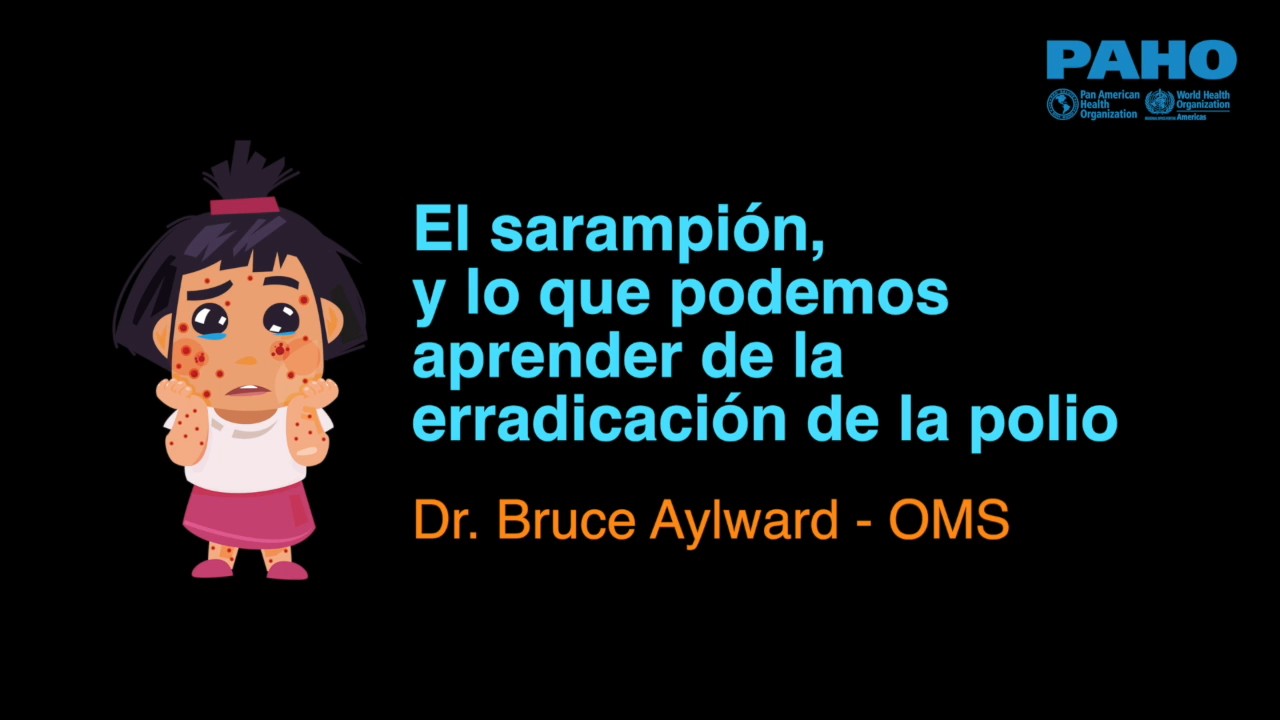 PAHO
Pan American World Health
Health Organization
Organization Americas
El sarampión,
y lo que podemos
aprender de la
erradicación de la polio
Dr. Bruce Aylward - OMS